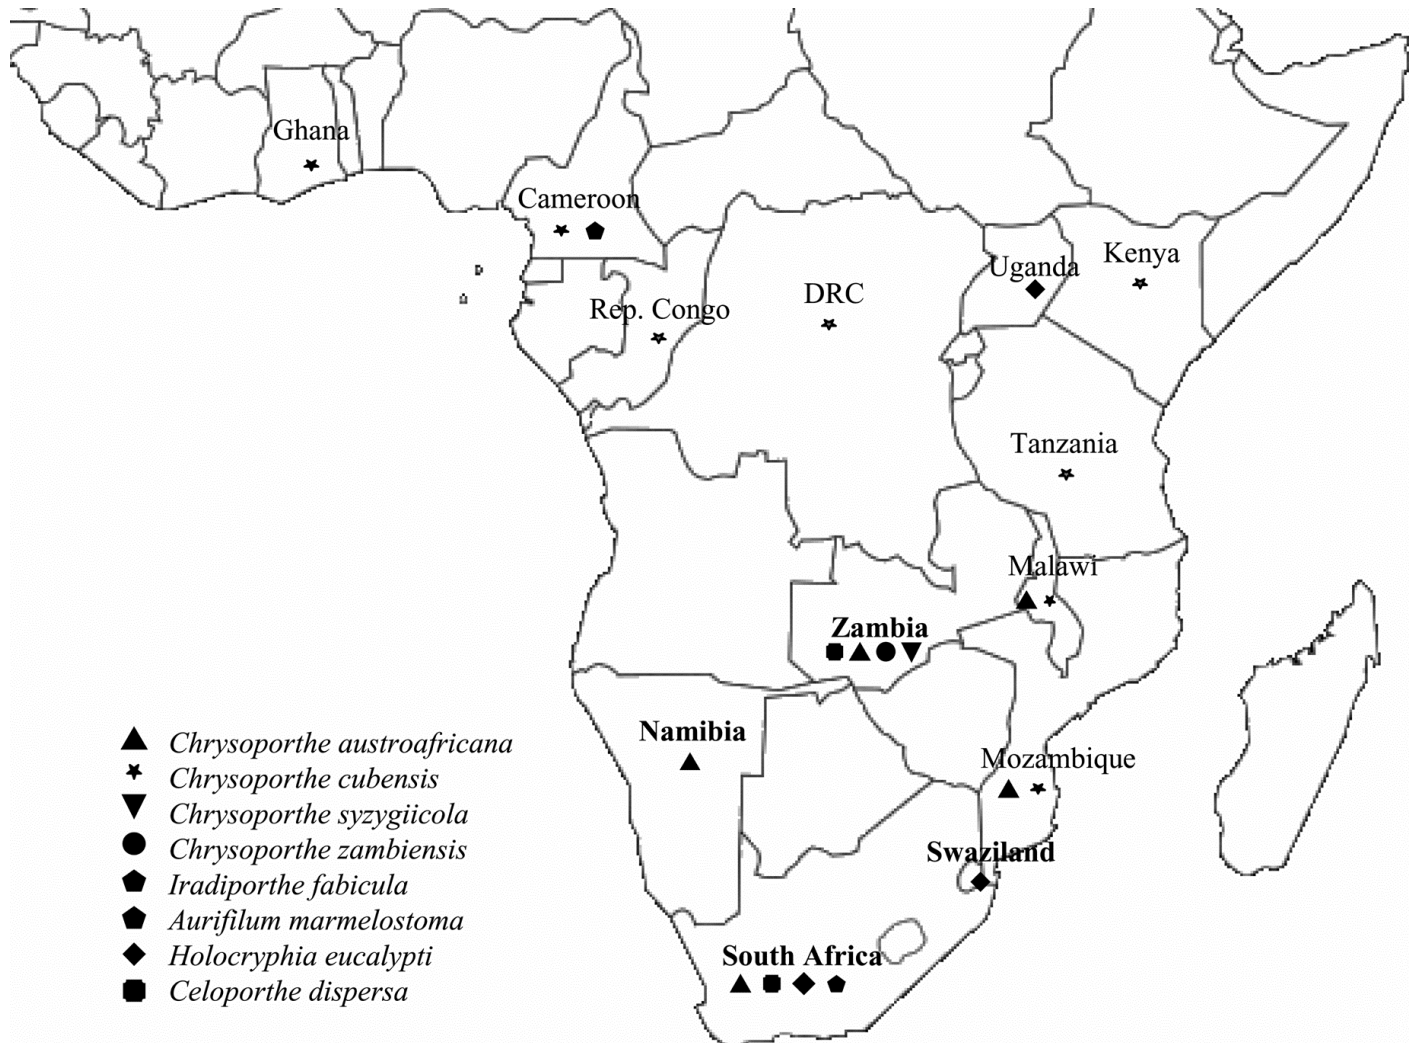 Ghana
Cameroon
Rep. Congo
DRC
Uganda
Kenya
Tanzania
Malawi
Zambia
Namibia
Mozambique
Swaziland
South Africa
Chrysoporthe austroafricana
Chrysoporthe cubensis
Chrysoporthe syzygiicola
Chrysoporthe zambiensis
Iradiporthe fabicula
Aurifilum marmelostoma
Holocryphia eucalypti
Celoporthe dispersa